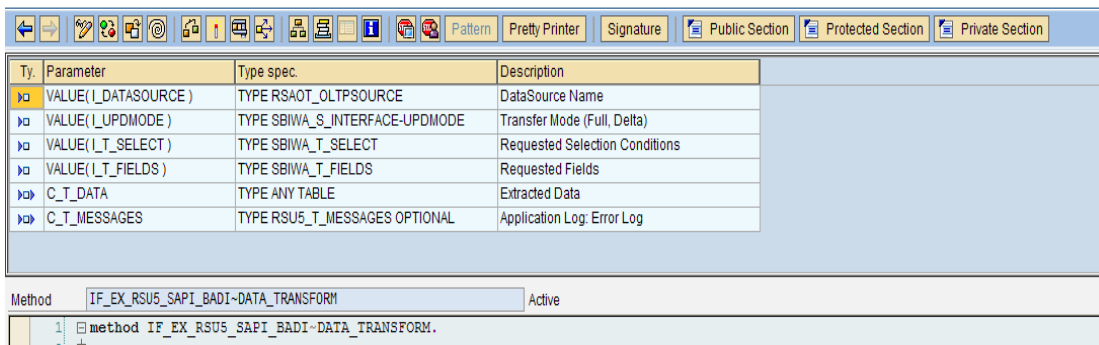 Pattern Pretty Printer Signature Public Section Protected Section Private Section
Ty. Parameter Type spec. Description
VALUE( I_DATASOURCE ) TYPE RSAOT_OLTPSOURCE DataSource Name
VALUE( I_UPDMODE ) TYPE SBIWA_S_INTERFACE-UPDMODE Transfer Mode (Full, Delta)
VALUE( I_T_SELECT ) TYPE SBIWA_T_SELECT Requested Selection Conditions
VALUE( I_T_FIELDS ) TYPE SBIWA_T_FIELDS Requested Fields
C_T_DATA TYPE ANY TABLE Extracted Data
C_T_MESSAGES TYPE RSU5_T_MESSAGES OPTIONAL Application Log: Error Log
Method IF_EX_RSU5_SAPI_BADI~DATA_TRANSFORM Active
1 method IF_EX_RSU5_SAPI_BADI~DATA_TRANSFORM.